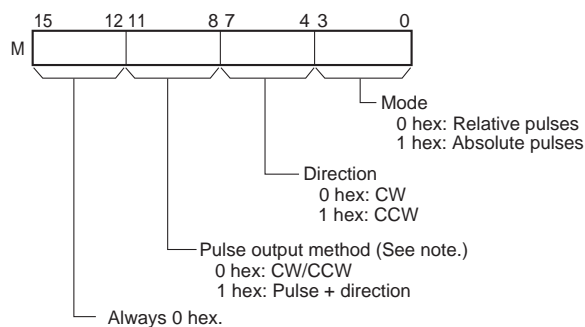 15 12 11 8 7 4 3 0
M
Mode
0 hex: Relative pulses
1 hex: Absolute pulses
Direction
0 hex: CW
1 hex: CCW
Pulse output method (See note.)
0 hex: CW/CCW
1 hex: Pulse + direction
Always 0 hex.